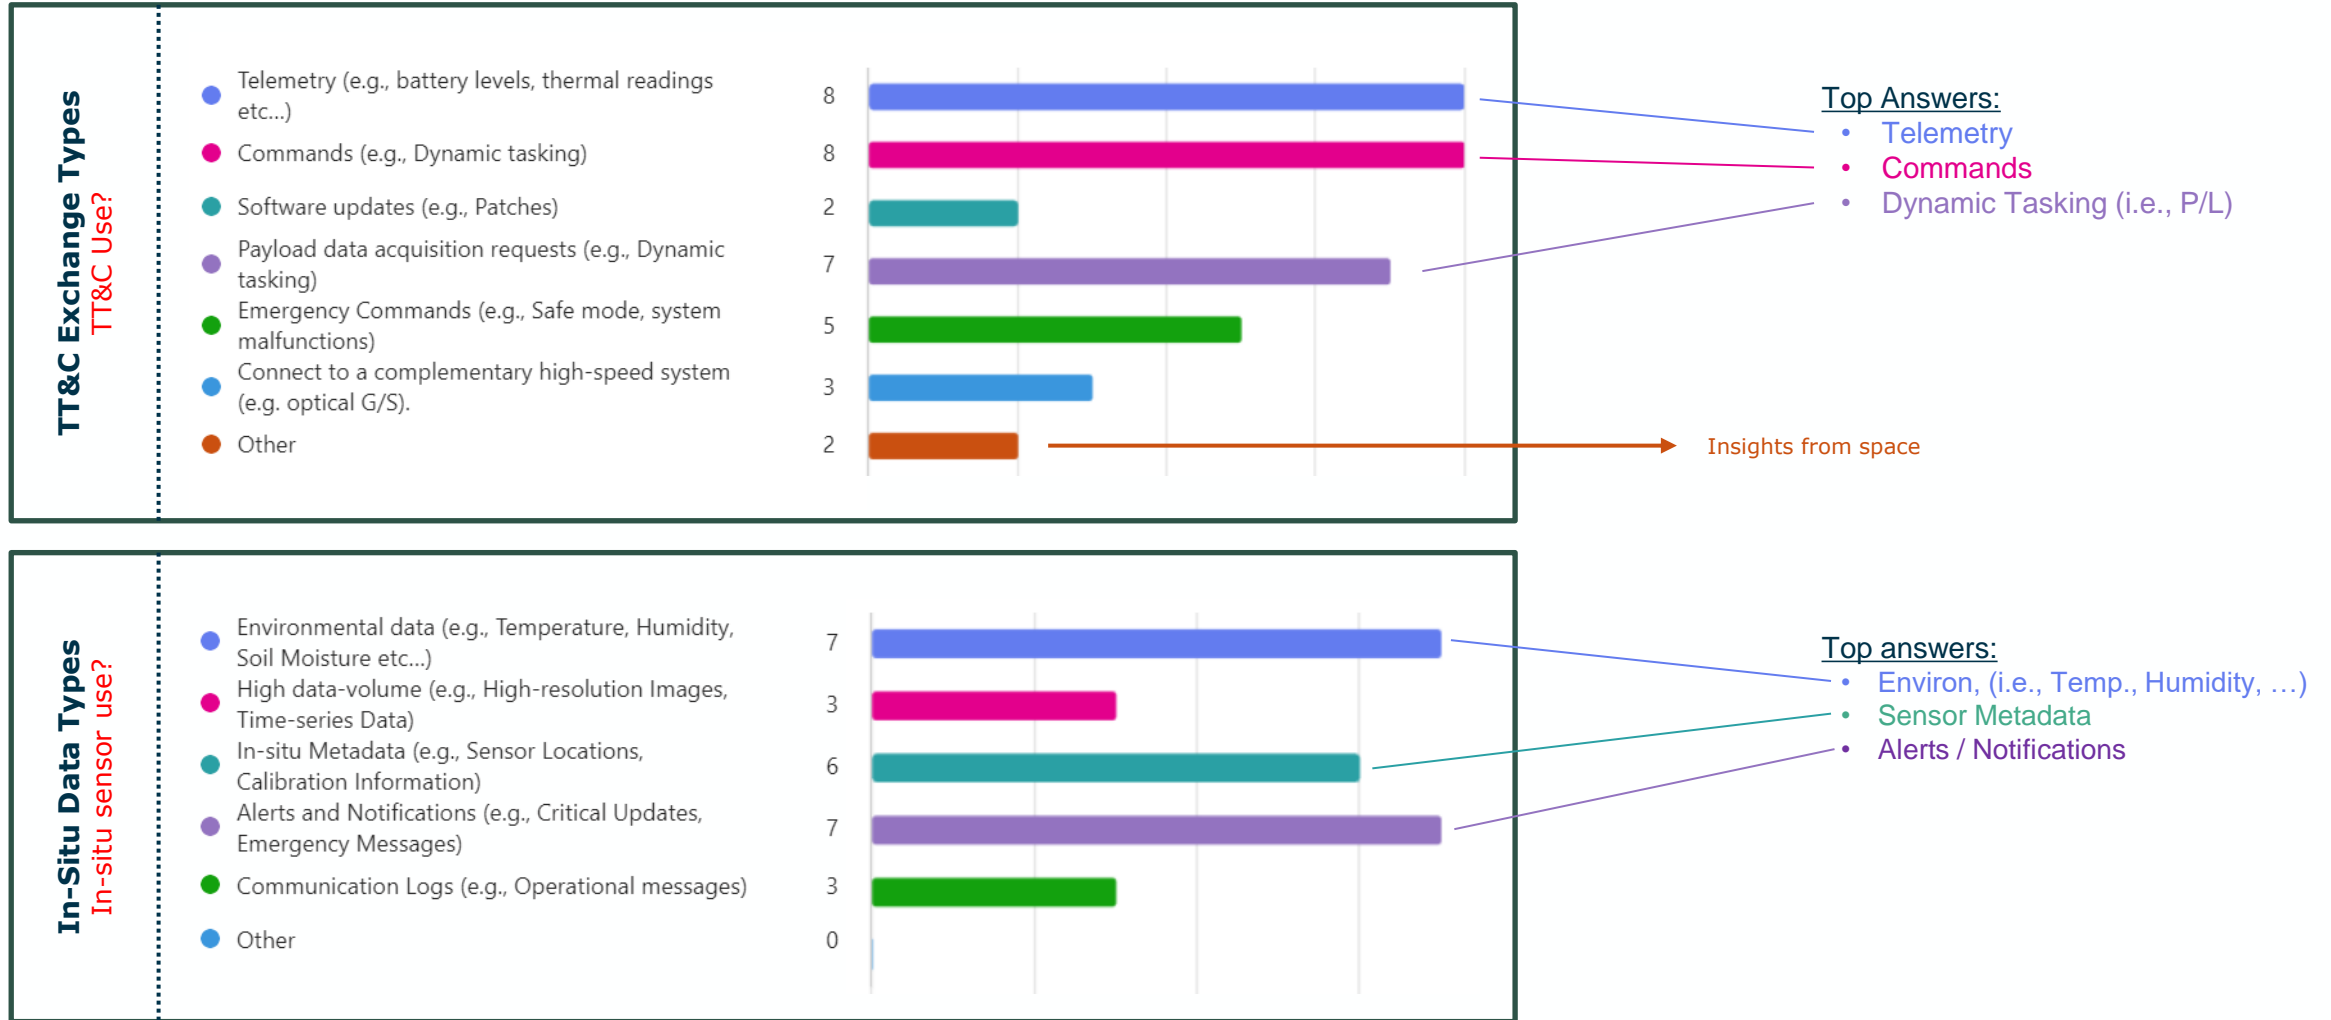 TT&C Exchange Types
TT&C Use?
Telemetry (e.g., battery levels, thermal readings
etc...)
8
Commands (e.g., Dynamic tasking)
8
Software updates (e.g., Patches)
2
Payload data acquisition requests (e.g., Dynamic
tasking)
7
Emergency Commands (e.g., Safe mode, system
malfunctions)
5
Connect to a complementary high-speed system
(e.g. optical G/S).
3
Other
2
Top Answers:
• Telemetry
• Commands
• Dynamic Tasking (i.e., P/L)
Insights from space
In-Situ Data Types
In-situ sensor use?
Environmental data (e.g., Temperature, Humidity,
Soil Moisture etc...)
7
High data-volume (e.g., High-resolution Images,
Time-series Data)
3
In-situ Metadata (e.g., Sensor Locations,
Calibration Information)
6
Alerts and Notifications (e.g., Critical Updates,
Emergency Messages)
7
Communication Logs (e.g., Operational messages)
3
Other
0
Top answers:
• Environ, (i.e., Temp., Humidity, …)
• Sensor Metadata
• Alerts / Notifications